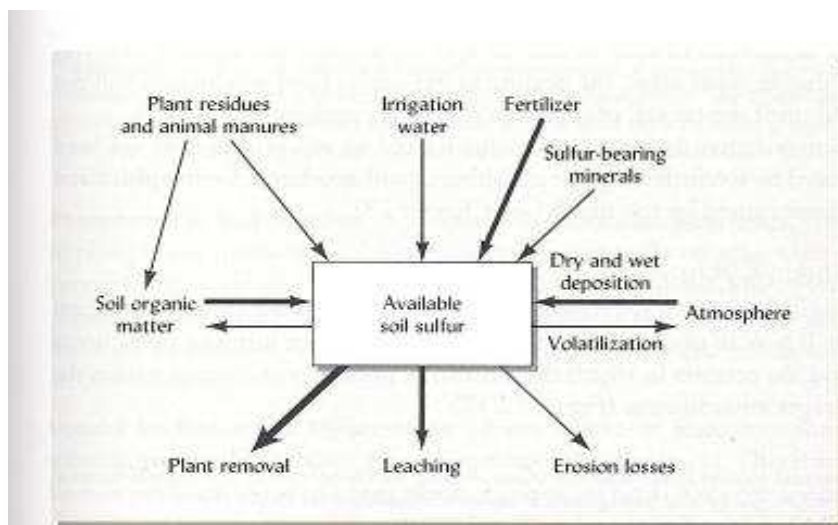 Plant residues
and animal manures
Irrigation
water
Fertilizer
Sulfur-bearing
minerals
Dry and wet
deposition
Soil organic
matter
Available
soil sulfur
Atmosphere
Volatilization
Plant removal
Leaching
Erosion losses